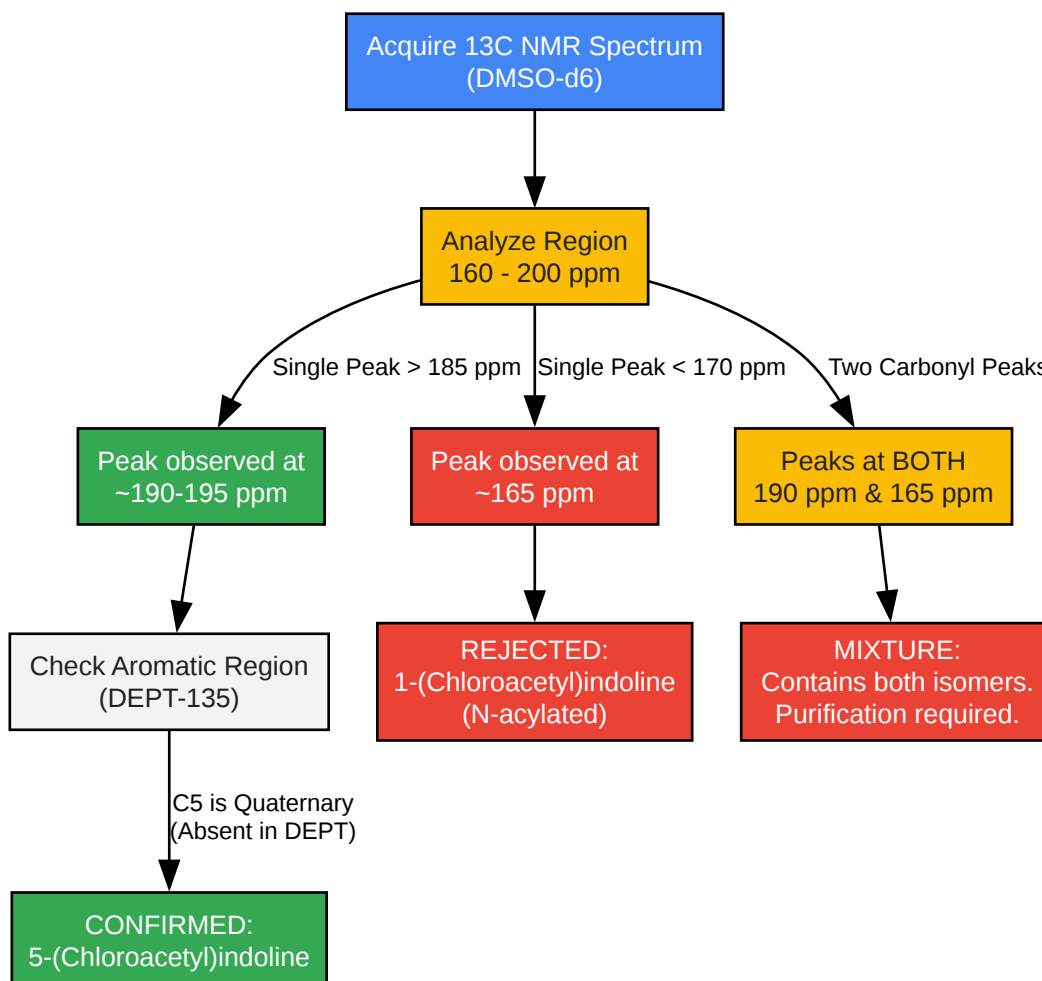 Acquire 13C NMR Spectrum
(DMSO-d6)
Analyze Region
160 - 200 ppm
Single Peak > 185 ppm
Single Peak < 170 ppm
Two Carbonyl Peaks
Peak observed at
~190-195 ppm
Peak observed at
~165 ppm
Peaks at BOTH
190 ppm & 165 ppm
Check Aromatic Region
(DEPT-135)
REJECTED:
1-(Chloroacetyl)indoline
(N-acylated)
MIXTURE:
Contains both isomers.
Purification required.
C5 is Quaternary
(Absent in DEPT)
CONFIRMED:
5-(Chloroacetyl)indoline